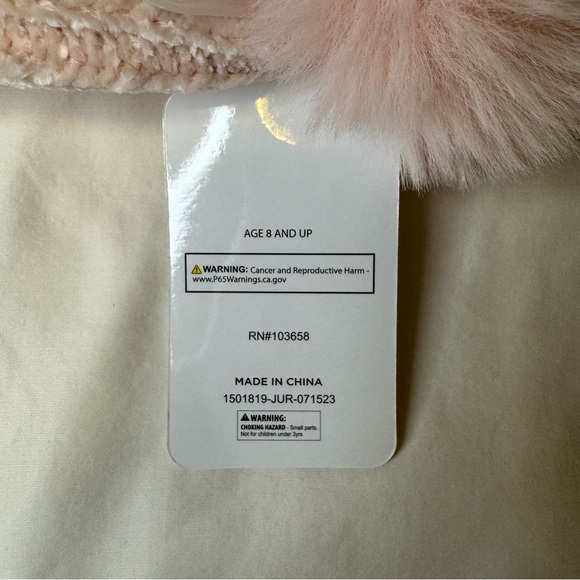 AGE 8 AND UP
⚠WARNING: Cancer and Reproductive Harm -
www.P65Warnings.ca.gov
RN#103658
MADE IN CHINA
1501819-JUR-071523
⚠WARNING:
CHOKING HAZARD - Small parts.
Not for children under 3yrs